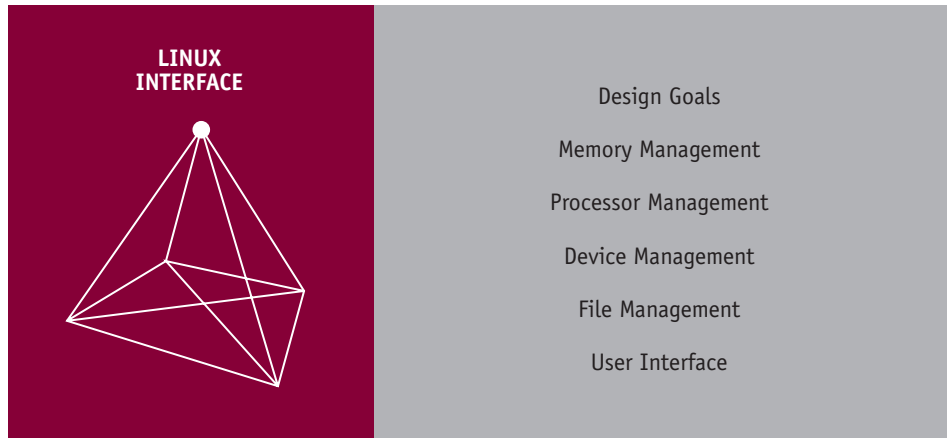 LINUX
INTERFACE
Design Goals
Memory Management
Processor Management
Device Management
File Management
User Interface